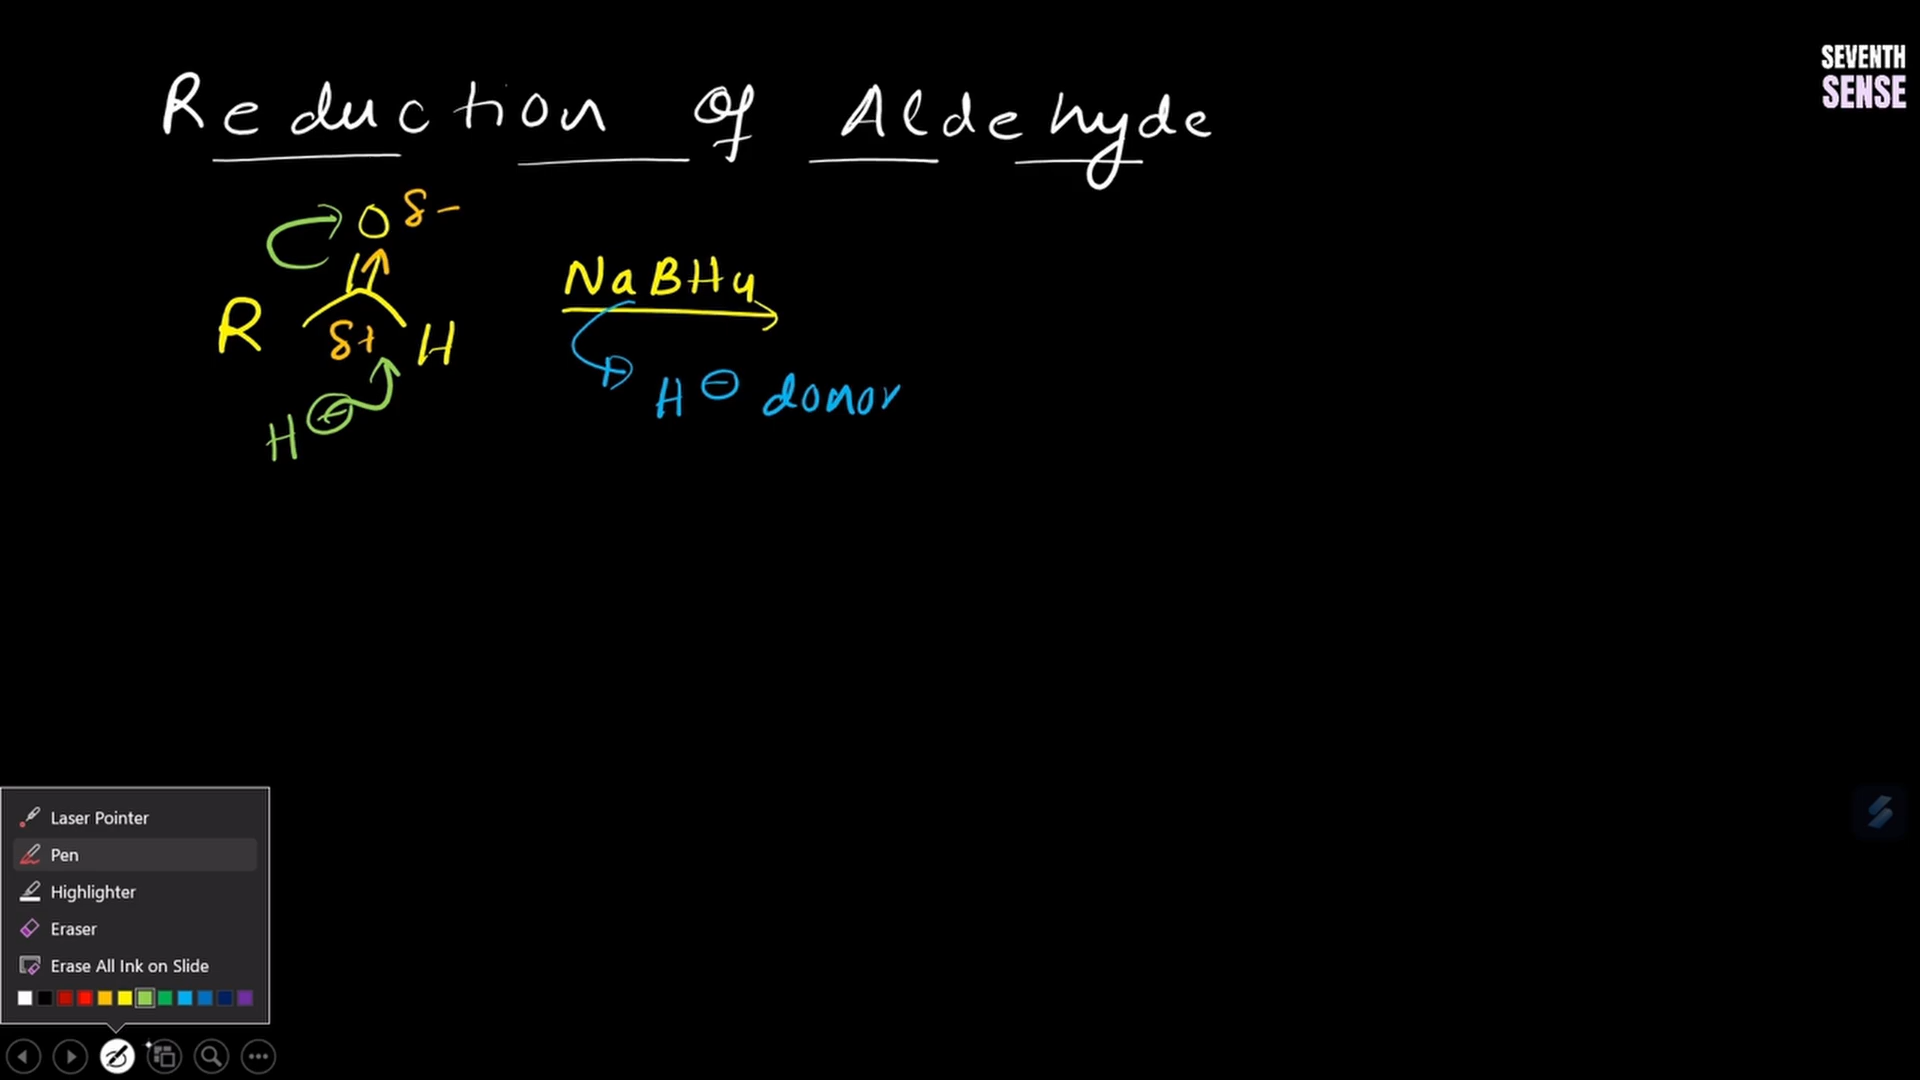 Reduction of Aldehyde
SEVENTH
SENSE
O δ-
R δ+ H
H ⊖
NaBH4
H ⊖ donor
Laser Pointer
Pen
Highlighter
Eraser
Erase All Ink on Slide